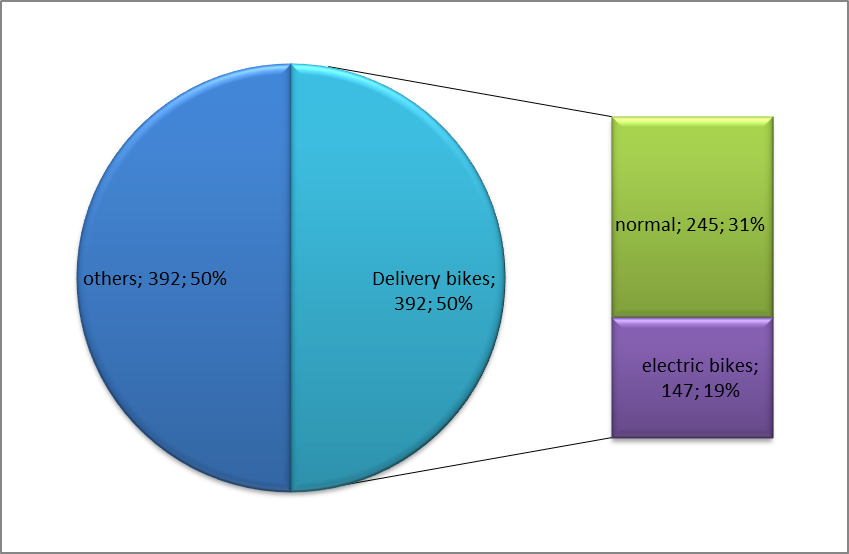 others; 392; 50%
Delivery bikes;
392; 50%
normal; 245; 31%
electric bikes;
147; 19%